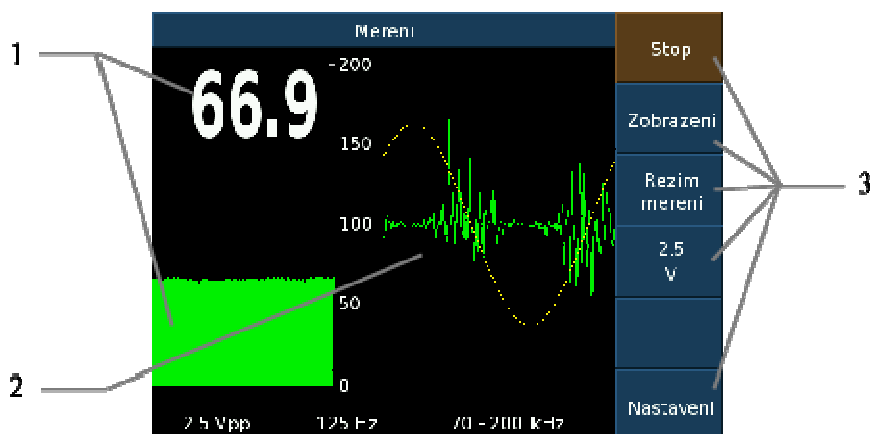 Mereni
1
66.9
200
150
100
50
0
2.5 Vpp
125 Hz
70 - 200 kHz
Stop
Zobrazeni
Rezim
mereni
2.5
V
Nastaveni
2
3